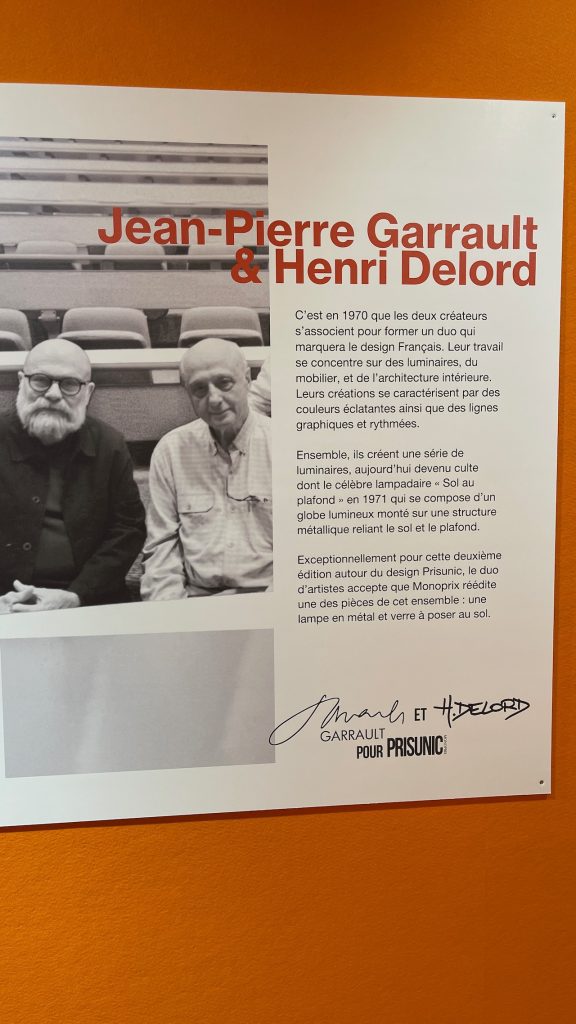 Jean-Pierre Garrault
& Henri Delord
C’est en 1970 que les deux créateurs
s’associent pour former un duo qui
marquera le design Français. Leur travail
se concentre sur des luminaires, du
mobilier, et de l’architecture intérieure.
Leurs créations se caractérisent par des
couleurs éclatantes ainsi que des lignes
graphiques et rythmées.
Ensemble, ils créent une série de
luminaires, aujourd’hui devenu culte
dont le célèbre lampadaire « Sol au
plafond » en 1971 qui se compose d’un
globe lumineux monté sur une structure
métallique reliant le sol et le plafond.
Exceptionnellement pour cette deuxième
édition autour du design Prisunic, le duo
d’artistes accepte que Monoprix réédite
une des pièces de cet ensemble : une
lampe en métal et verre à poser au sol.
ET H.DELORD
GARRAULT
POUR PRISUNIC